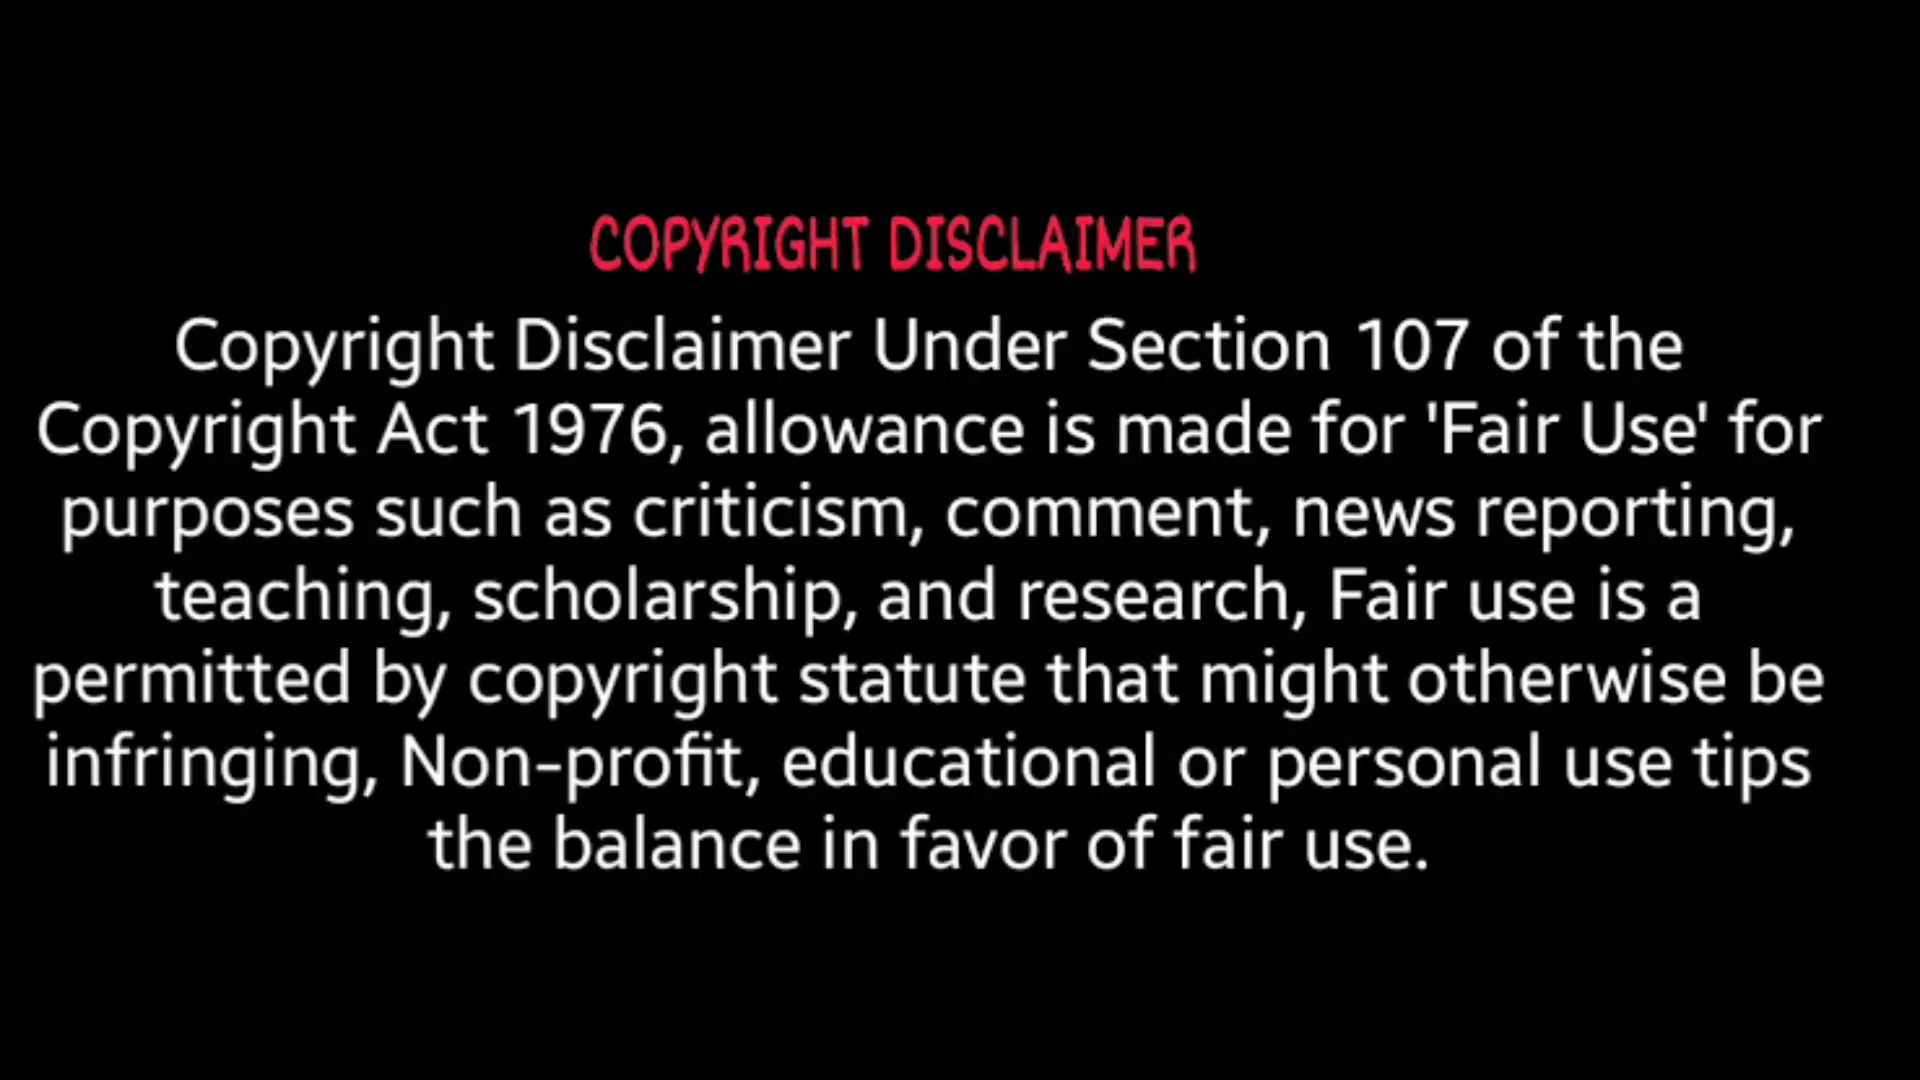 COPYRIGHT DISCLAIMER
Copyright Disclaimer Under Section 107 of the
Copyright Act 1976, allowance is made for 'Fair Use' for
purposes such as criticism, comment, news reporting,
teaching, scholarship, and research, Fair use is a
permitted by copyright statute that might otherwise be
infringing, Non-profit, educational or personal use tips
the balance in favor of fair use.